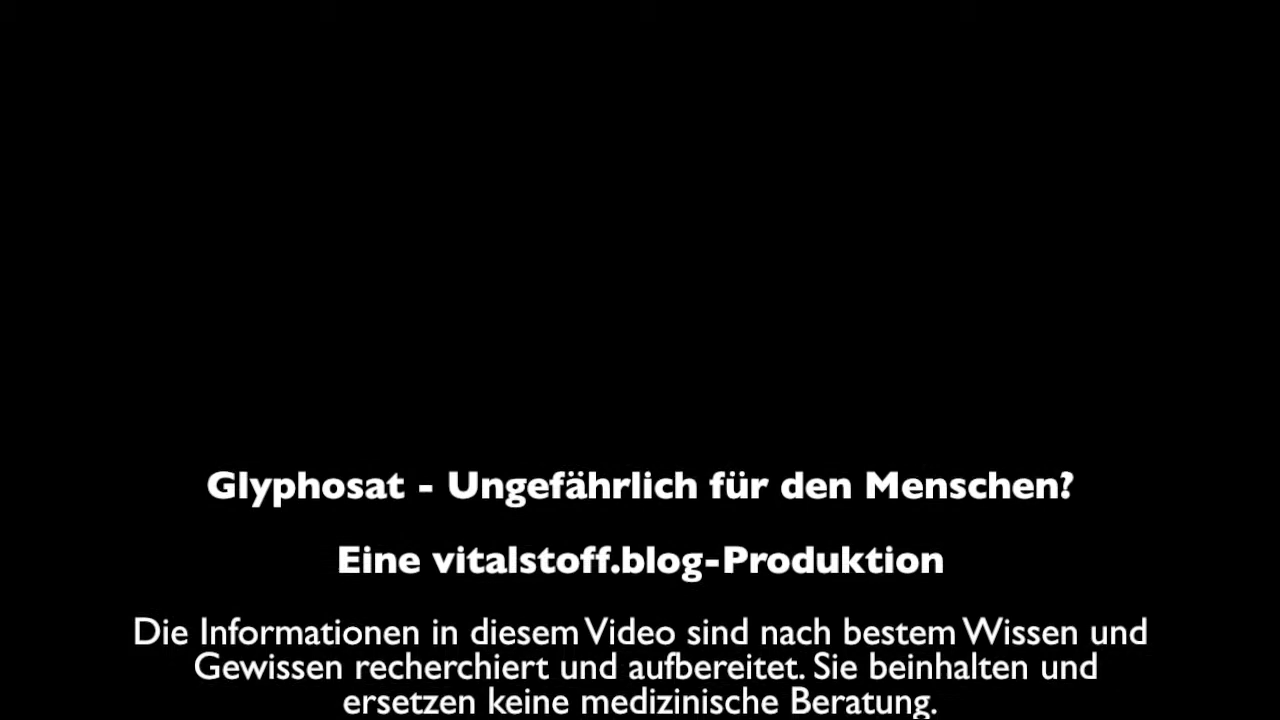 Glyphosat - Ungefährlich für den Menschen?
Eine vitalstoff.blog-Produktion
Die Informationen in diesem Video sind nach bestem Wissen und
Gewissen recherchiert und aufbereitet. Sie beinhalten und
ersetzen keine medizinische Beratung.